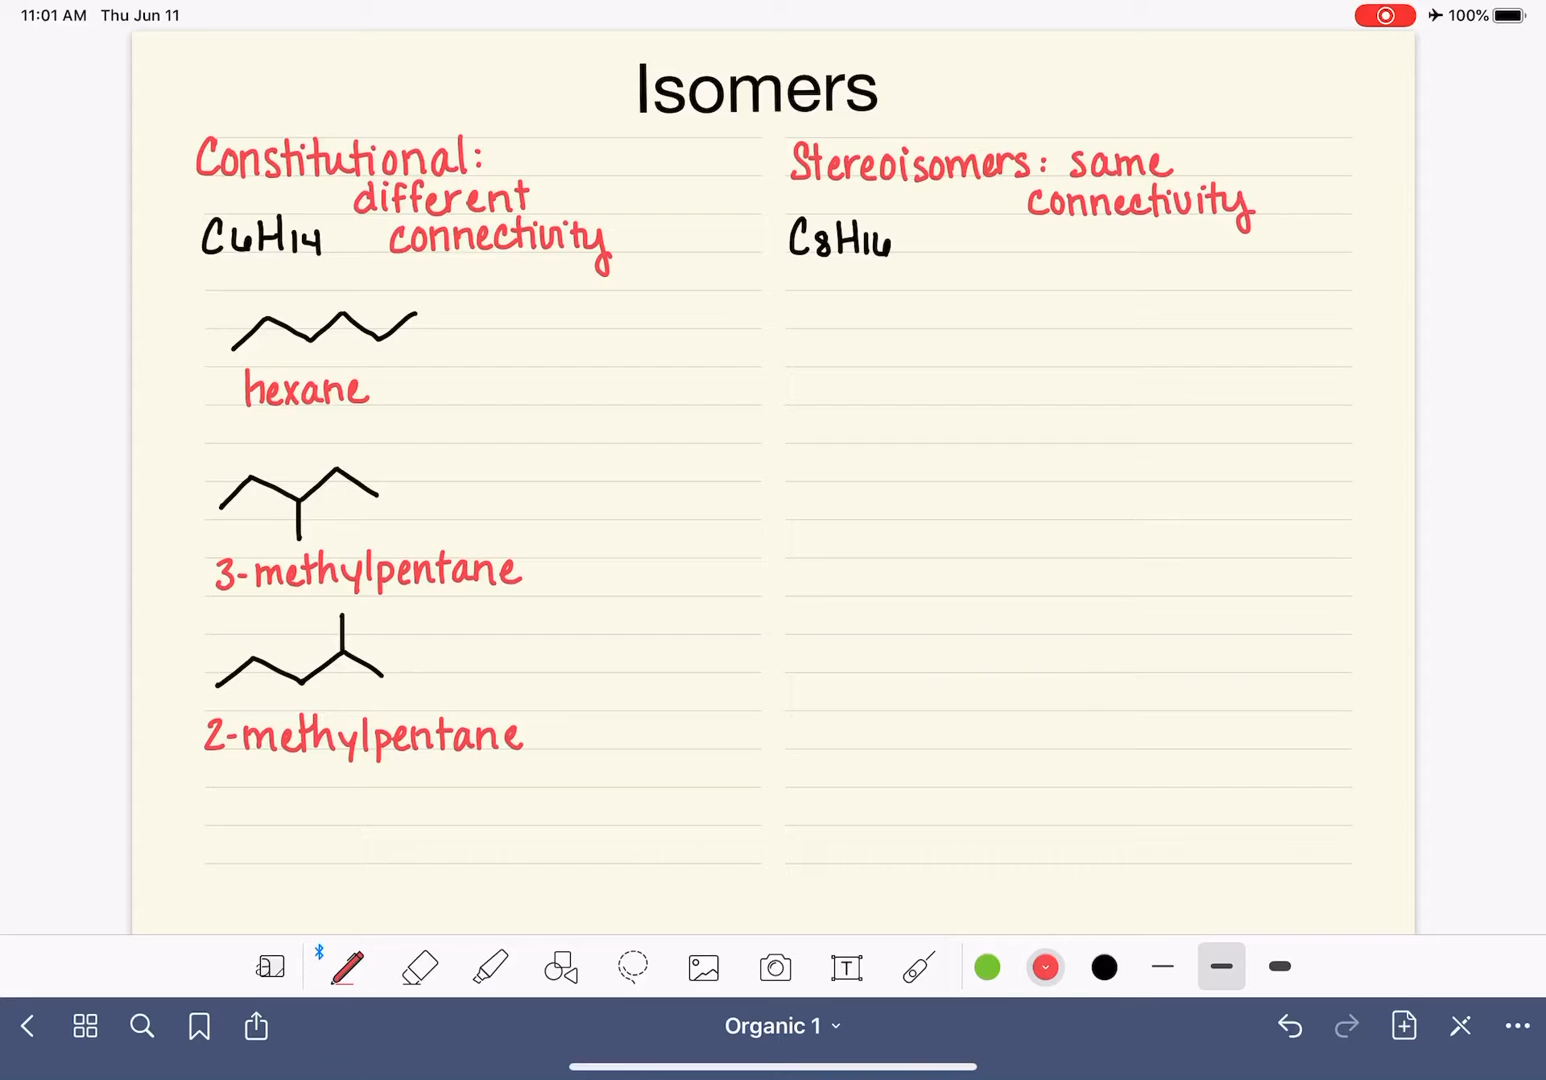 11:01 AM Thu Jun 11
100%
Isomers
Constitutional:
different
connectivity
C6H14
hexane
3-methylpentane
2-methylpentane
Stereoisomers: same
connectivity
C8H16
T
Organic 1